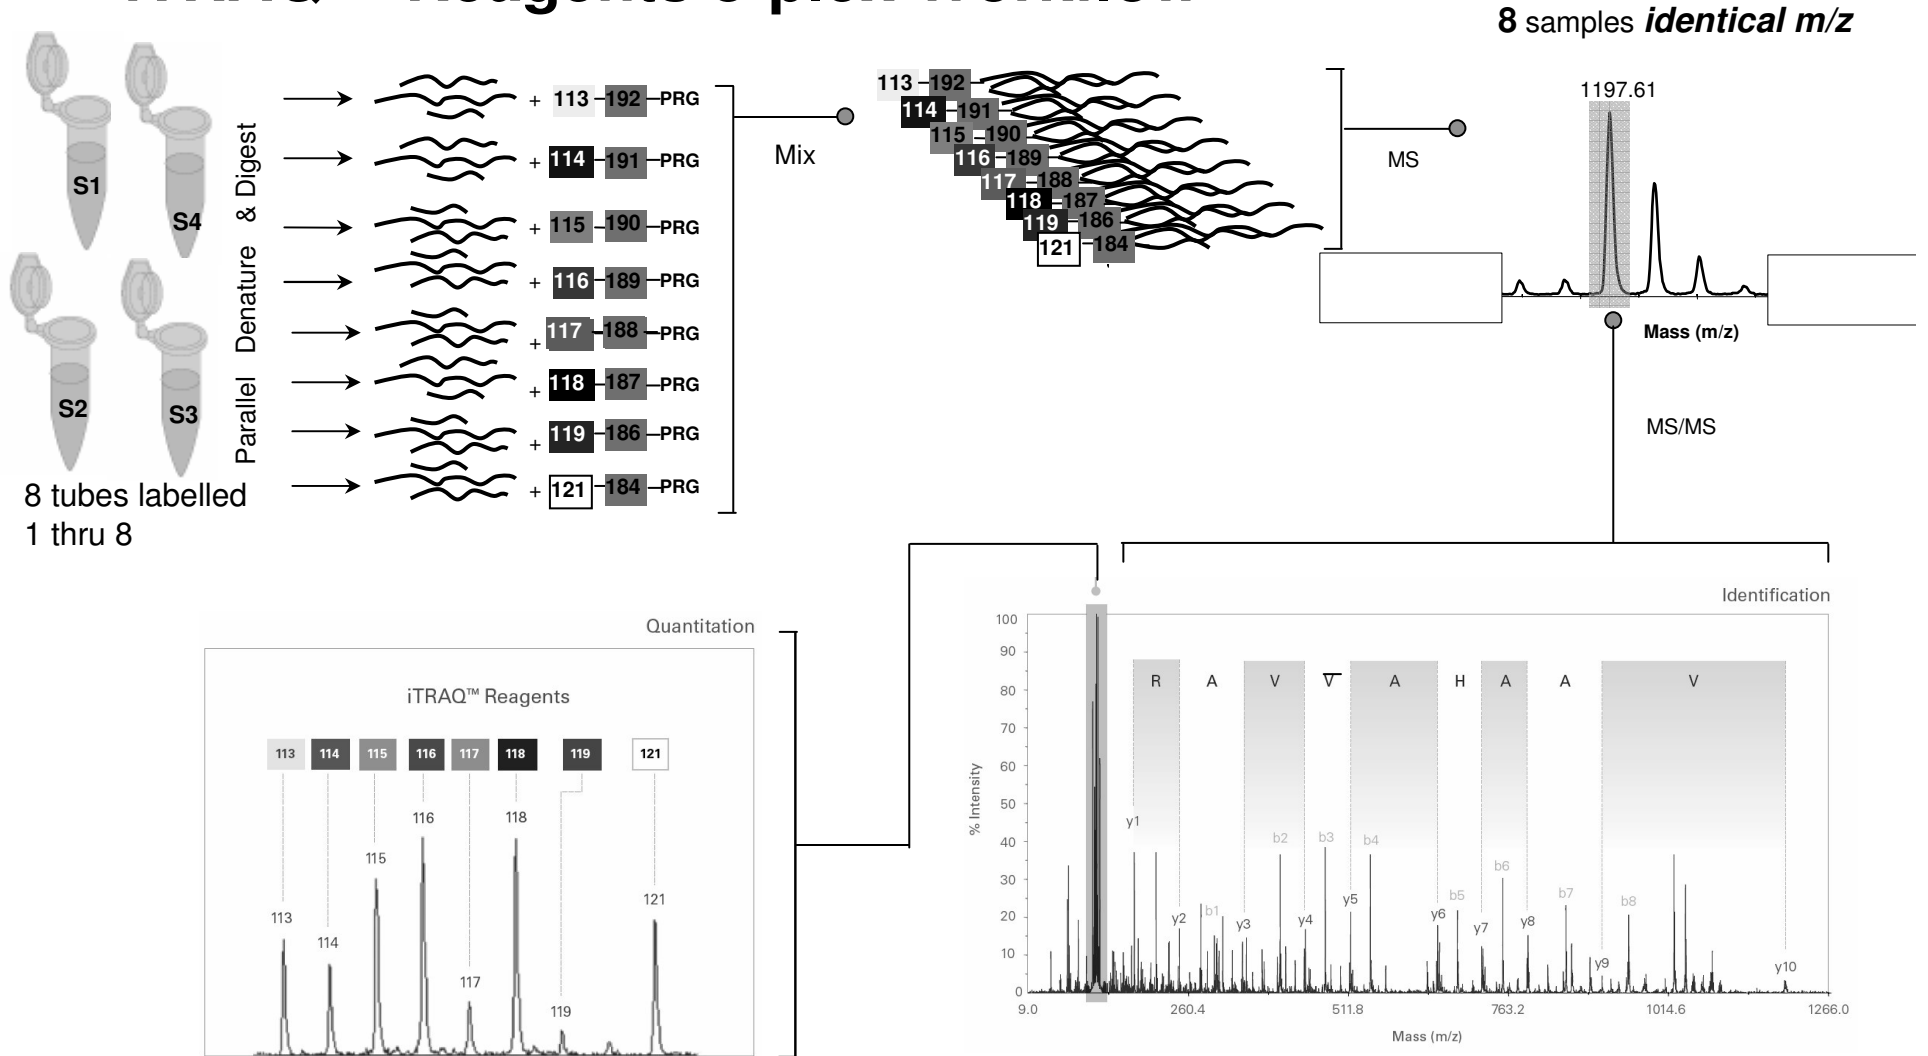 8 samples identical m/z
S1
S4
S2
S3
8 tubes labelled
1 thru 8
Parallel Denature & Digest
+ 113 192 PRG
+ 114 191 PRG
+ 115 190 PRG
+ 116 189 PRG
+ 117 188 PRG
+ 118 187 PRG
+ 119 186 PRG
+ 121 184 PRG
Mix
113 192
114 191
115 190
116 189
117 188
118 187
119 186
121 184
MS
1197.61
Mass (m/z)
MS/MS
Quantitation
iTRAQ™ Reagents
113 114 115 116 117 118 119 121
116
118
115
121
113
114
117
119
Identification
100
90
80
70
60
50
40
30
20
10
0
% Intensity
R A V V A H A A V
y1
b2 b3 b4
b6
b5 b7
y5 b8
y2 b1 y3 y4 y6 y7 y8
y9 y10
9.0 260.4 511.8 763.2 1014.6 1266.0
Mass (m/z)